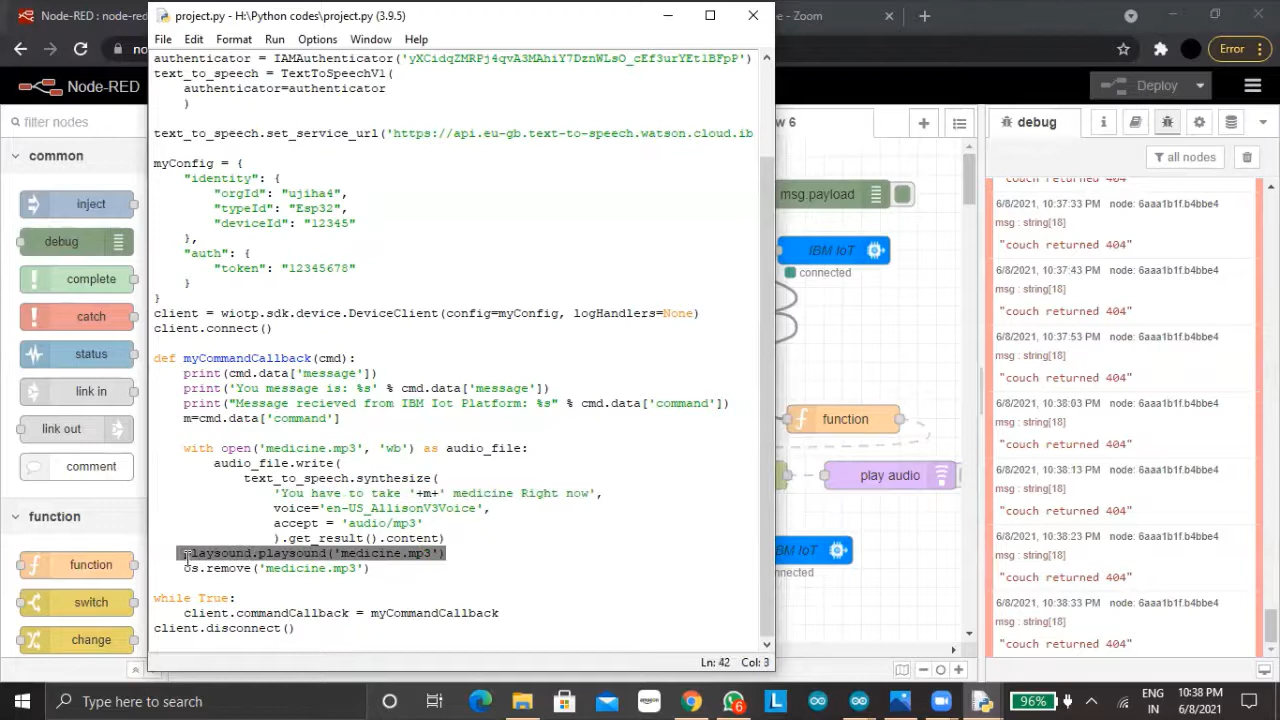 project.py - H:\Python codes\project.py (3.9.5)
File Edit Format Run Options Window Help
authenticator = IAMAuthenticator('yXCidqZMRPj4qvA3MAhiY7DznWLsO_cEf3urYEtlBFpP')
text_to_speech = TextToSpeechV1(
authenticator=authenticator
)
text_to_speech.set_service_url('https://api.eu-gb.text-to-speech.watson.cloud.ib
myConfig = {
"identity": {
"orgId": "ujiha4",
"typeId": "Esp32",
"deviceId": "12345"
},
"auth": {
"token": "12345678"
}
}
client = wiotp.sdk.device.DeviceClient(config=myConfig, logHandlers=None)
client.connect()
def myCommandCallback(cmd):
print(cmd.data['message'])
print('You message is: %s' % cmd.data['message'])
print("Message recieved from IBM Iot Platform: %s" % cmd.data['command'])
m=cmd.data['command']
with open('medicine.mp3', 'wb') as audio_file:
audio_file.write(
text_to_speech.synthesize(
'You have to take '+m+' medicine Right now',
voice='en-US_AllisonV3Voice',
accept = 'audio/mp3'
).get_result().content)
playsound.playsound('medicine.mp3')
os.remove('medicine.mp3')
while True:
client.commandCallback = myCommandCallback
client.disconnect()
Ln: 42 Col: 3
Node-RED: Node-red
e - Zoom
no
Error
Node-RED
Deploy
filter nodes
common
inject
debug
complete
catch
status
link in
link out
comment
function
function
switch
change
w 6
msg.payload
IBM IoT
connected
function
play audio
IoT
nnected
debug
all nodes
"couch returned 404"
6/8/2021, 10:37:33 PM node: 6aaa1b1f.b4bbe4
msg : string[18]
"couch returned 404"
6/8/2021, 10:37:43 PM node: 6aaa1b1f.b4bbe4
msg : string[18]
"couch returned 404"
6/8/2021, 10:37:53 PM node: 6aaa1b1f.b4bbe4
msg : string[18]
"couch returned 404"
6/8/2021, 10:38:03 PM node: 6aaa1b1f.b4bbe4
msg : string[18]
"couch returned 404"
6/8/2021, 10:38:13 PM node: 6aaa1b1f.b4bbe4
msg : string[18]
"couch returned 404"
6/8/2021, 10:38:23 PM node: 6aaa1b1f.b4bbe4
msg : string[18]
"couch returned 404"
6/8/2021, 10:38:33 PM node: 6aaa1b1f.b4bbe4
msg : string[18]
"couch returned 404"
Type here to search
amazon
6
L
96%
ENG
IN
10:38 PM
6/8/2021